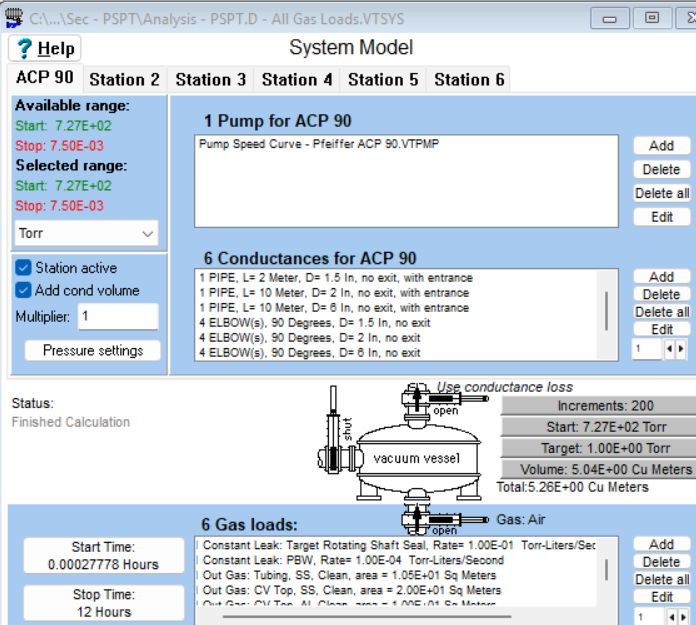 C:\...\Sec - PSPT\Analysis - PSPT.D - All Gas Loads.VTSYS
? Help
System Model
ACP 90 Station 2 Station 3 Station 4 Station 5 Station 6
Available range:
Start: 7.27E+02
Stop: 7.50E-03
Selected range:
Start: 7.27E+02
Stop: 7.50E-03
Torr
1 Pump for ACP 90
Pump Speed Curve - Pfeiffer ACP 90.VTPMP
Add
Delete
Delete all
Edit
Station active
Add cond volume
Multiplier: 1
Pressure settings
6 Conductances for ACP 90
1 PIPE, L= 2 Meter, D= 1.5 In, no exit, with entrance
1 PIPE, L= 10 Meter, D= 2 In, no exit, with entrance
1 PIPE, L= 10 Meter, D= 6 In, no exit, with entrance
4 ELBOW(s), 90 Degrees, D= 1.5 In, no exit
4 ELBOW(s), 90 Degrees, D= 2 In, no exit
4 ELBOW(s), 90 Degrees, D= 6 In, no exit
Add
Delete
Delete all
Edit
1
Status:
Finished Calculation
Use conductance loss
open
shut
vacuum vessel
open
Gas: Air
Increments: 200
Start: 7.27E+02 Torr
Target: 1.00E+00 Torr
Volume: 5.04E+00 Cu Meters
Total:5.26E+00 Cu Meters
Start Time:
0.00027778 Hours
Stop Time:
12 Hours
6 Gas loads:
Constant Leak: Target Rotating Shaft Seal, Rate= 1.00E-01 Torr-Liters/Sec
Constant Leak: PBW, Rate= 1.00E-04 Torr-Liters/Second
Out Gas: Tubing, SS, Clean, area = 1.05E+01 Sq Meters
Out Gas: CV Top, SS, Clean, area = 2.00E+01 Sq Meters
Out Gas: CV Top, Al, Clean, area = 1.00E+01 Sq Meters
Add
Delete
Delete all
Edit
1